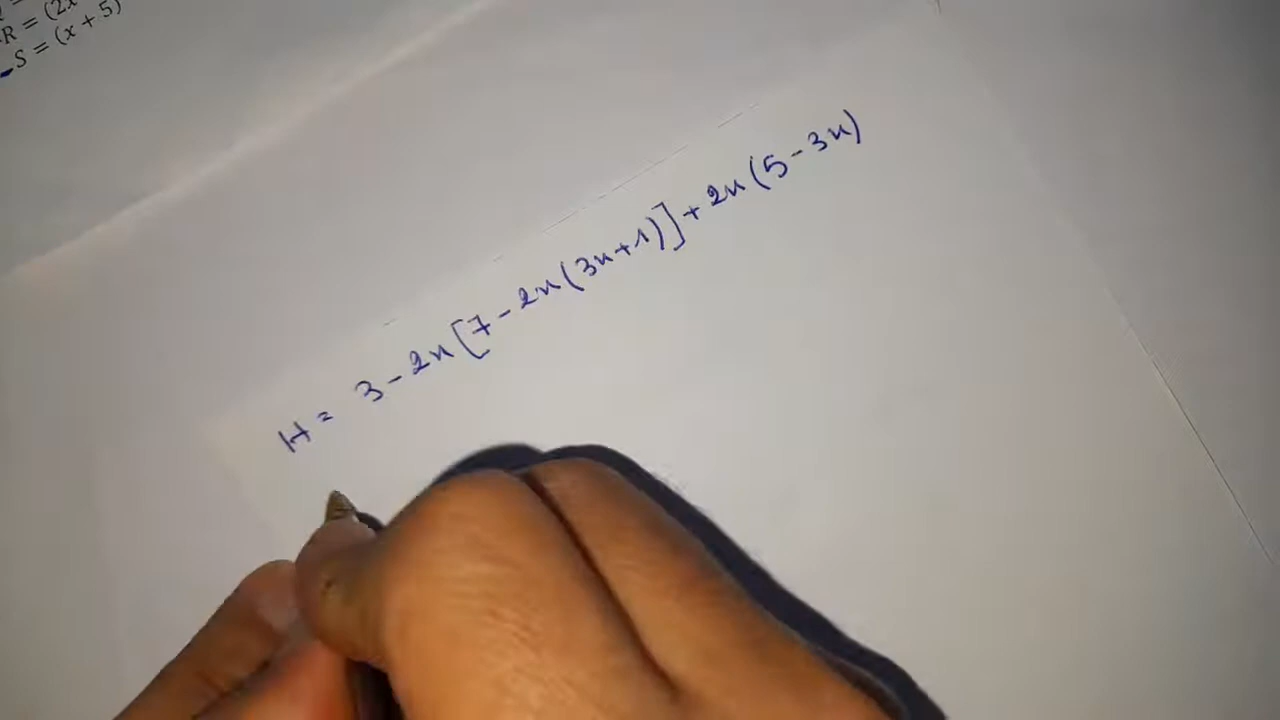 R = (2x
S = (x + 5)
H = 3 - 2x [7 - 2x (3x + 1)] + 2x (5 - 3x)